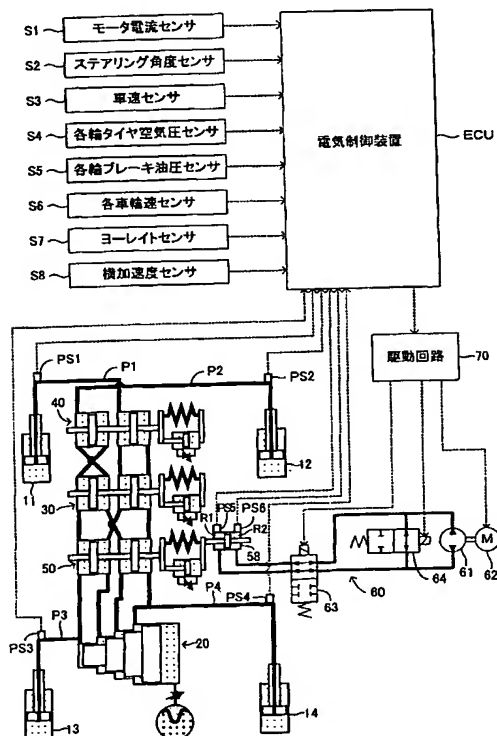 S1 モータ電流センサ
S2 ステアリング角度センサ
S3 車速センサ
S4 各輪タイヤ空気圧センサ
S5 各輪ブレーキ油圧センサ
S6 各車輪速センサ
S7 ヨーレイトセンサ
S8 横加速度センサ
電気制御装置
ECU
駆動回路
70
PS1
P1
P2
PS2
40
11
12
30
R1
PS5
PS6
R2
58
50
64
61
62
M
60
63
P4
PS4
P3
PS3
20
13
14